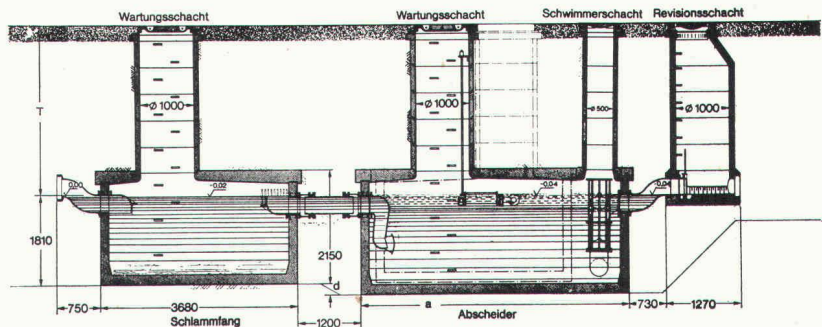 Wartungsschacht Wartungsschacht Schwimmerschacht Revisionsschacht
T
Ø 1000 Ø 1000 Ø 500 Ø 1000
0,00 -0,02 -0,04 -0,04
1810 2150
d
a
750 3680 730 1270
Schlammfang 1200 Abscheider